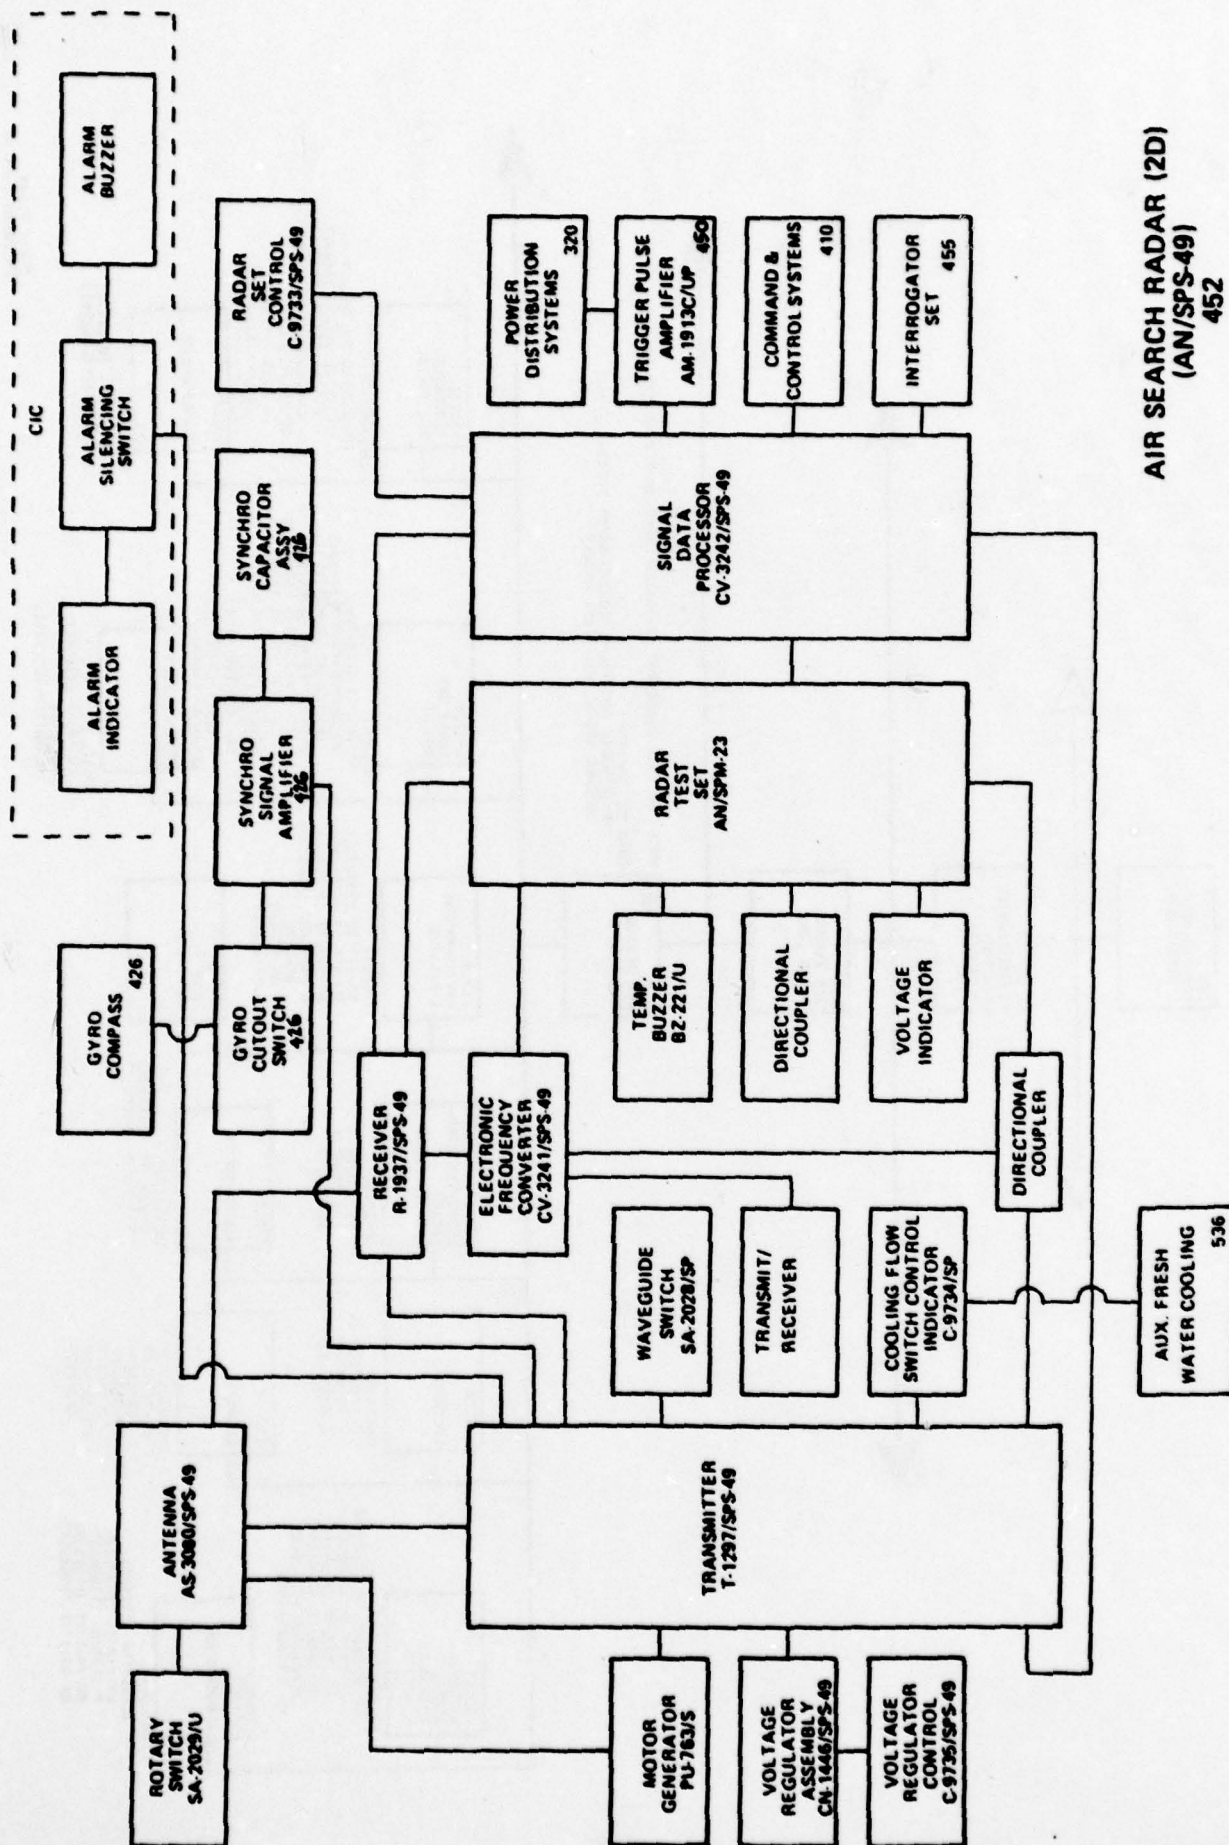 CIC
ALARM
INDICATOR
ALARM
SILENCING
SWITCH
ALARM
BUZZER
GYRO
COMPASS
426
ROTARY
SWITCH
SA-2029/U
ANTENNA
AS-3080/SPS-49
GYRO
CUTOUT
SWITCH
426
SYNCHRO
SIGNAL
AMPLIFIER
426
SYNCHRO
CAPACITOR
ASSY
426
RADAR
SET
CONTROL
C-9733/SPS-49
RECEIVER
R-1937/SPS-49
ELECTRONIC
FREQUENCY
CONVERTER
CV-3241/SPS-49
MOTOR
GENERATOR
PU-763/S
VOLTAGE
REGULATOR
ASSEMBLY
CN-1446/SPS-49
VOLTAGE
REGULATOR
CONTROL
C-9735/SPS-49
TRANSMITTER
T-1297/SPS-49
WAVEGUIDE
SWITCH
SA-2028/SP
TRANSMIT/
RECEIVER
COOLING FLOW
SWITCH CONTROL
INDICATOR
C-9734/SP
TEMP.
BUZZER
BZ-221/U
DIRECTIONAL
COUPLER
VOLTAGE
INDICATOR
DIRECTIONAL
COUPLER
RADAR
TEST
SET
AN/SPM-23
SIGNAL
DATA
PROCESSOR
CV-3242/SPS-49
POWER
DISTRIBUTION
SYSTEMS
320
TRIGGER PULSE
AMPLIFIER
AM-1913C/UP
450
COMMAND &
CONTROL SYSTEMS
410
INTERROGATOR
SET
455
AUX. FRESH
WATER COOLING
536
AIR SEARCH RADAR (2D)
(AN/SPS-49)
452